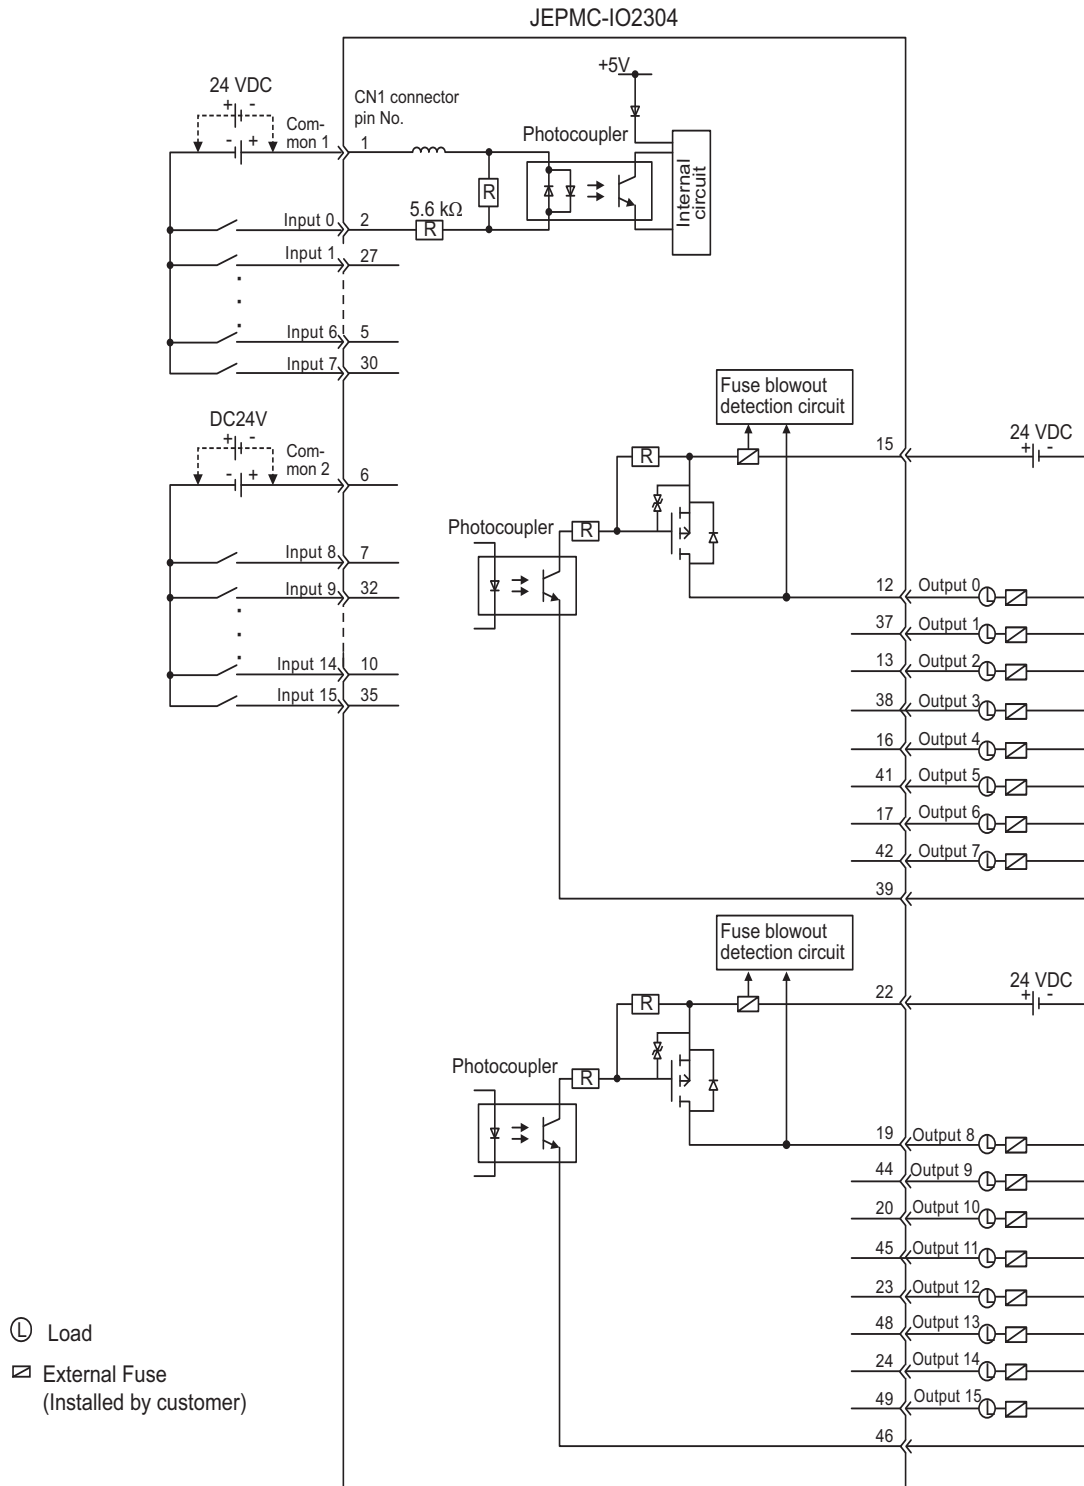 JEPMC-IO2304
24 VDC
+ -
- +
Com-
mon 1
CN1 connector
pin No.
1
+5V
Photocoupler
Internal
circuit
R
5.6 kΩ
R
Input 0
2
Input 1
27
Input 6
5
Input 7
30
DC24V
+ -
- +
Com-
mon 2
6
Input 8
7
Input 9
32
Input 14
10
Input 15
35
Fuse blowout
detection circuit
R
15
24 VDC
+ -
Photocoupler
R
12
Output 0
L
37
Output 1
L
13
Output 2
L
38
Output 3
L
16
Output 4
L
41
Output 5
L
17
Output 6
L
42
Output 7
L
39
Fuse blowout
detection circuit
R
22
24 VDC
+ -
Photocoupler
R
19
Output 8
L
44
Output 9
L
20
Output 10
L
45
Output 11
L
23
Output 12
L
48
Output 13
L
24
Output 14
L
49
Output 15
L
46
L Load
External Fuse
(Installed by customer)